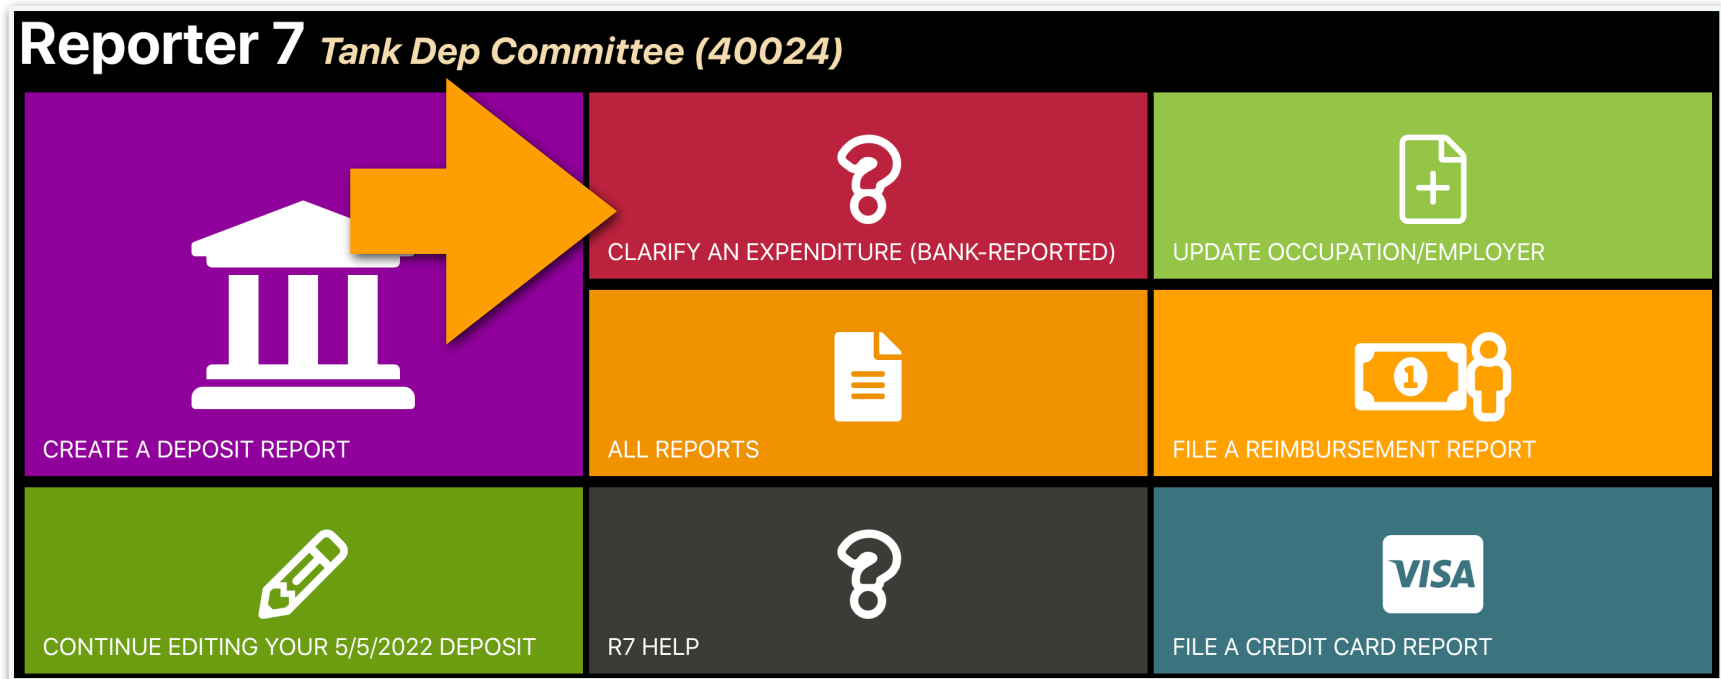 Reporter 7 Tank Dep Committee (40024)
CLARIFY AN EXPENDITURE (BANK-REPORTED)
UPDATE OCCUPATION/EMPLOYER
CREATE A DEPOSIT REPORT
ALL REPORTS
1
FILE A REIMBURSEMENT REPORT
CONTINUE EDITING YOUR 5/5/2022 DEPOSIT
R7 HELP
VISA
FILE A CREDIT CARD REPORT